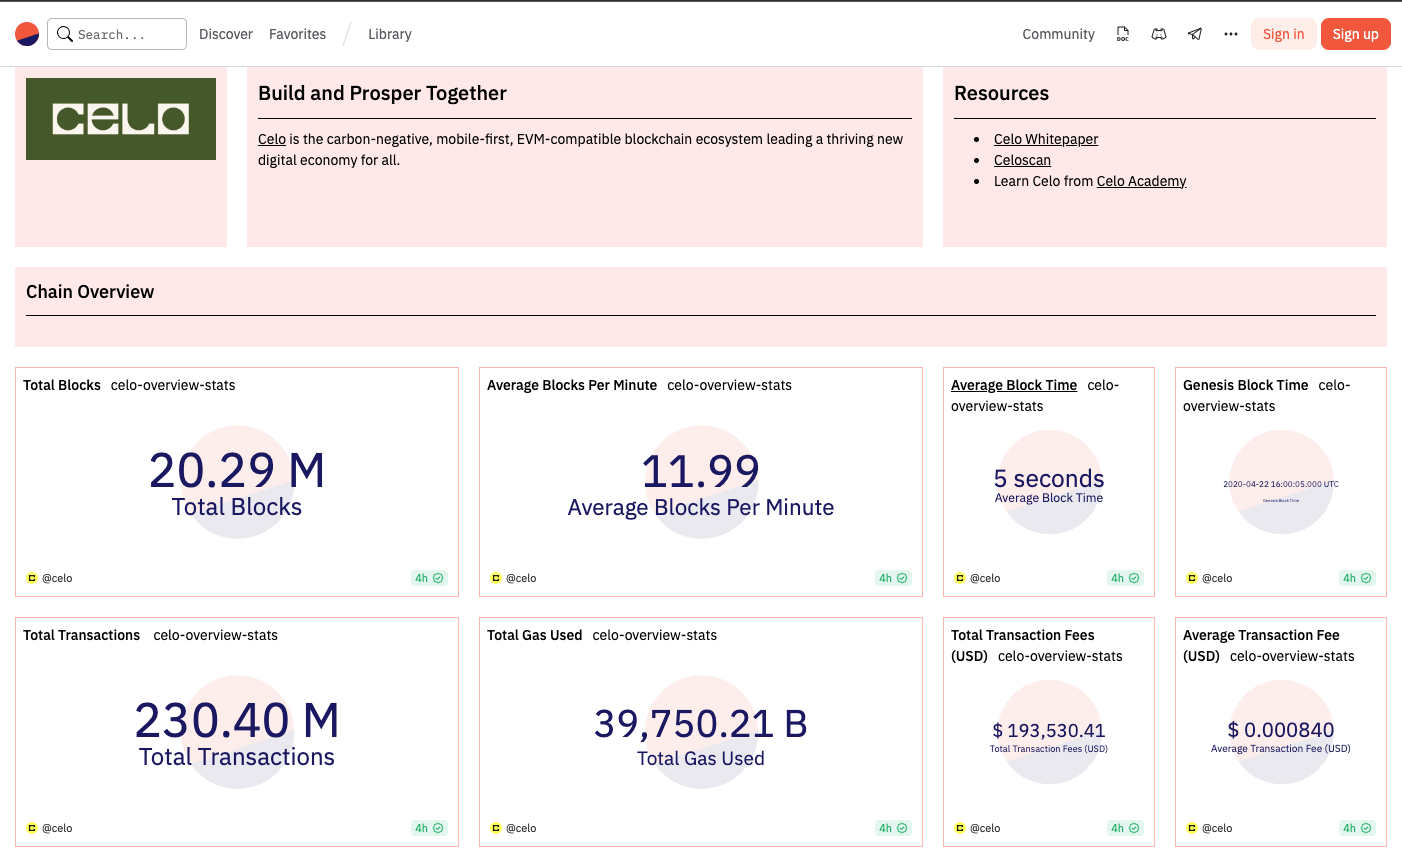 Search...
Discover
Favorites
Library
Community
DOC
Sign in
Sign up
CELO
Build and Prosper Together
Celo is the carbon-negative, mobile-first, EVM-compatible blockchain ecosystem leading a thriving new
digital economy for all.
Resources
Celo Whitepaper
Celoscan
Learn Celo from Celo Academy
Chain Overview
Total Blocks celo-overview-stats
20.29 M
Total Blocks
@celo
4h
Average Blocks Per Minute celo-overview-stats
11.99
Average Blocks Per Minute
@celo
4h
Average Block Time celo-
overview-stats
5 seconds
Average Block Time
@celo
4h
Genesis Block Time celo-
overview-stats
2020-04-22 16:00:05.000 UTC
Genesis Block Time
@celo
4h
Total Transactions celo-overview-stats
230.40 M
Total Transactions
@celo
4h
Total Gas Used celo-overview-stats
39,750.21 B
Total Gas Used
@celo
4h
Total Transaction Fees
(USD) celo-overview-stats
$ 193,530.41
Total Transaction Fees (USD)
@celo
4h
Average Transaction Fee
(USD) celo-overview-stats
$ 0.000840
Average Transaction Fee (USD)
@celo
4h